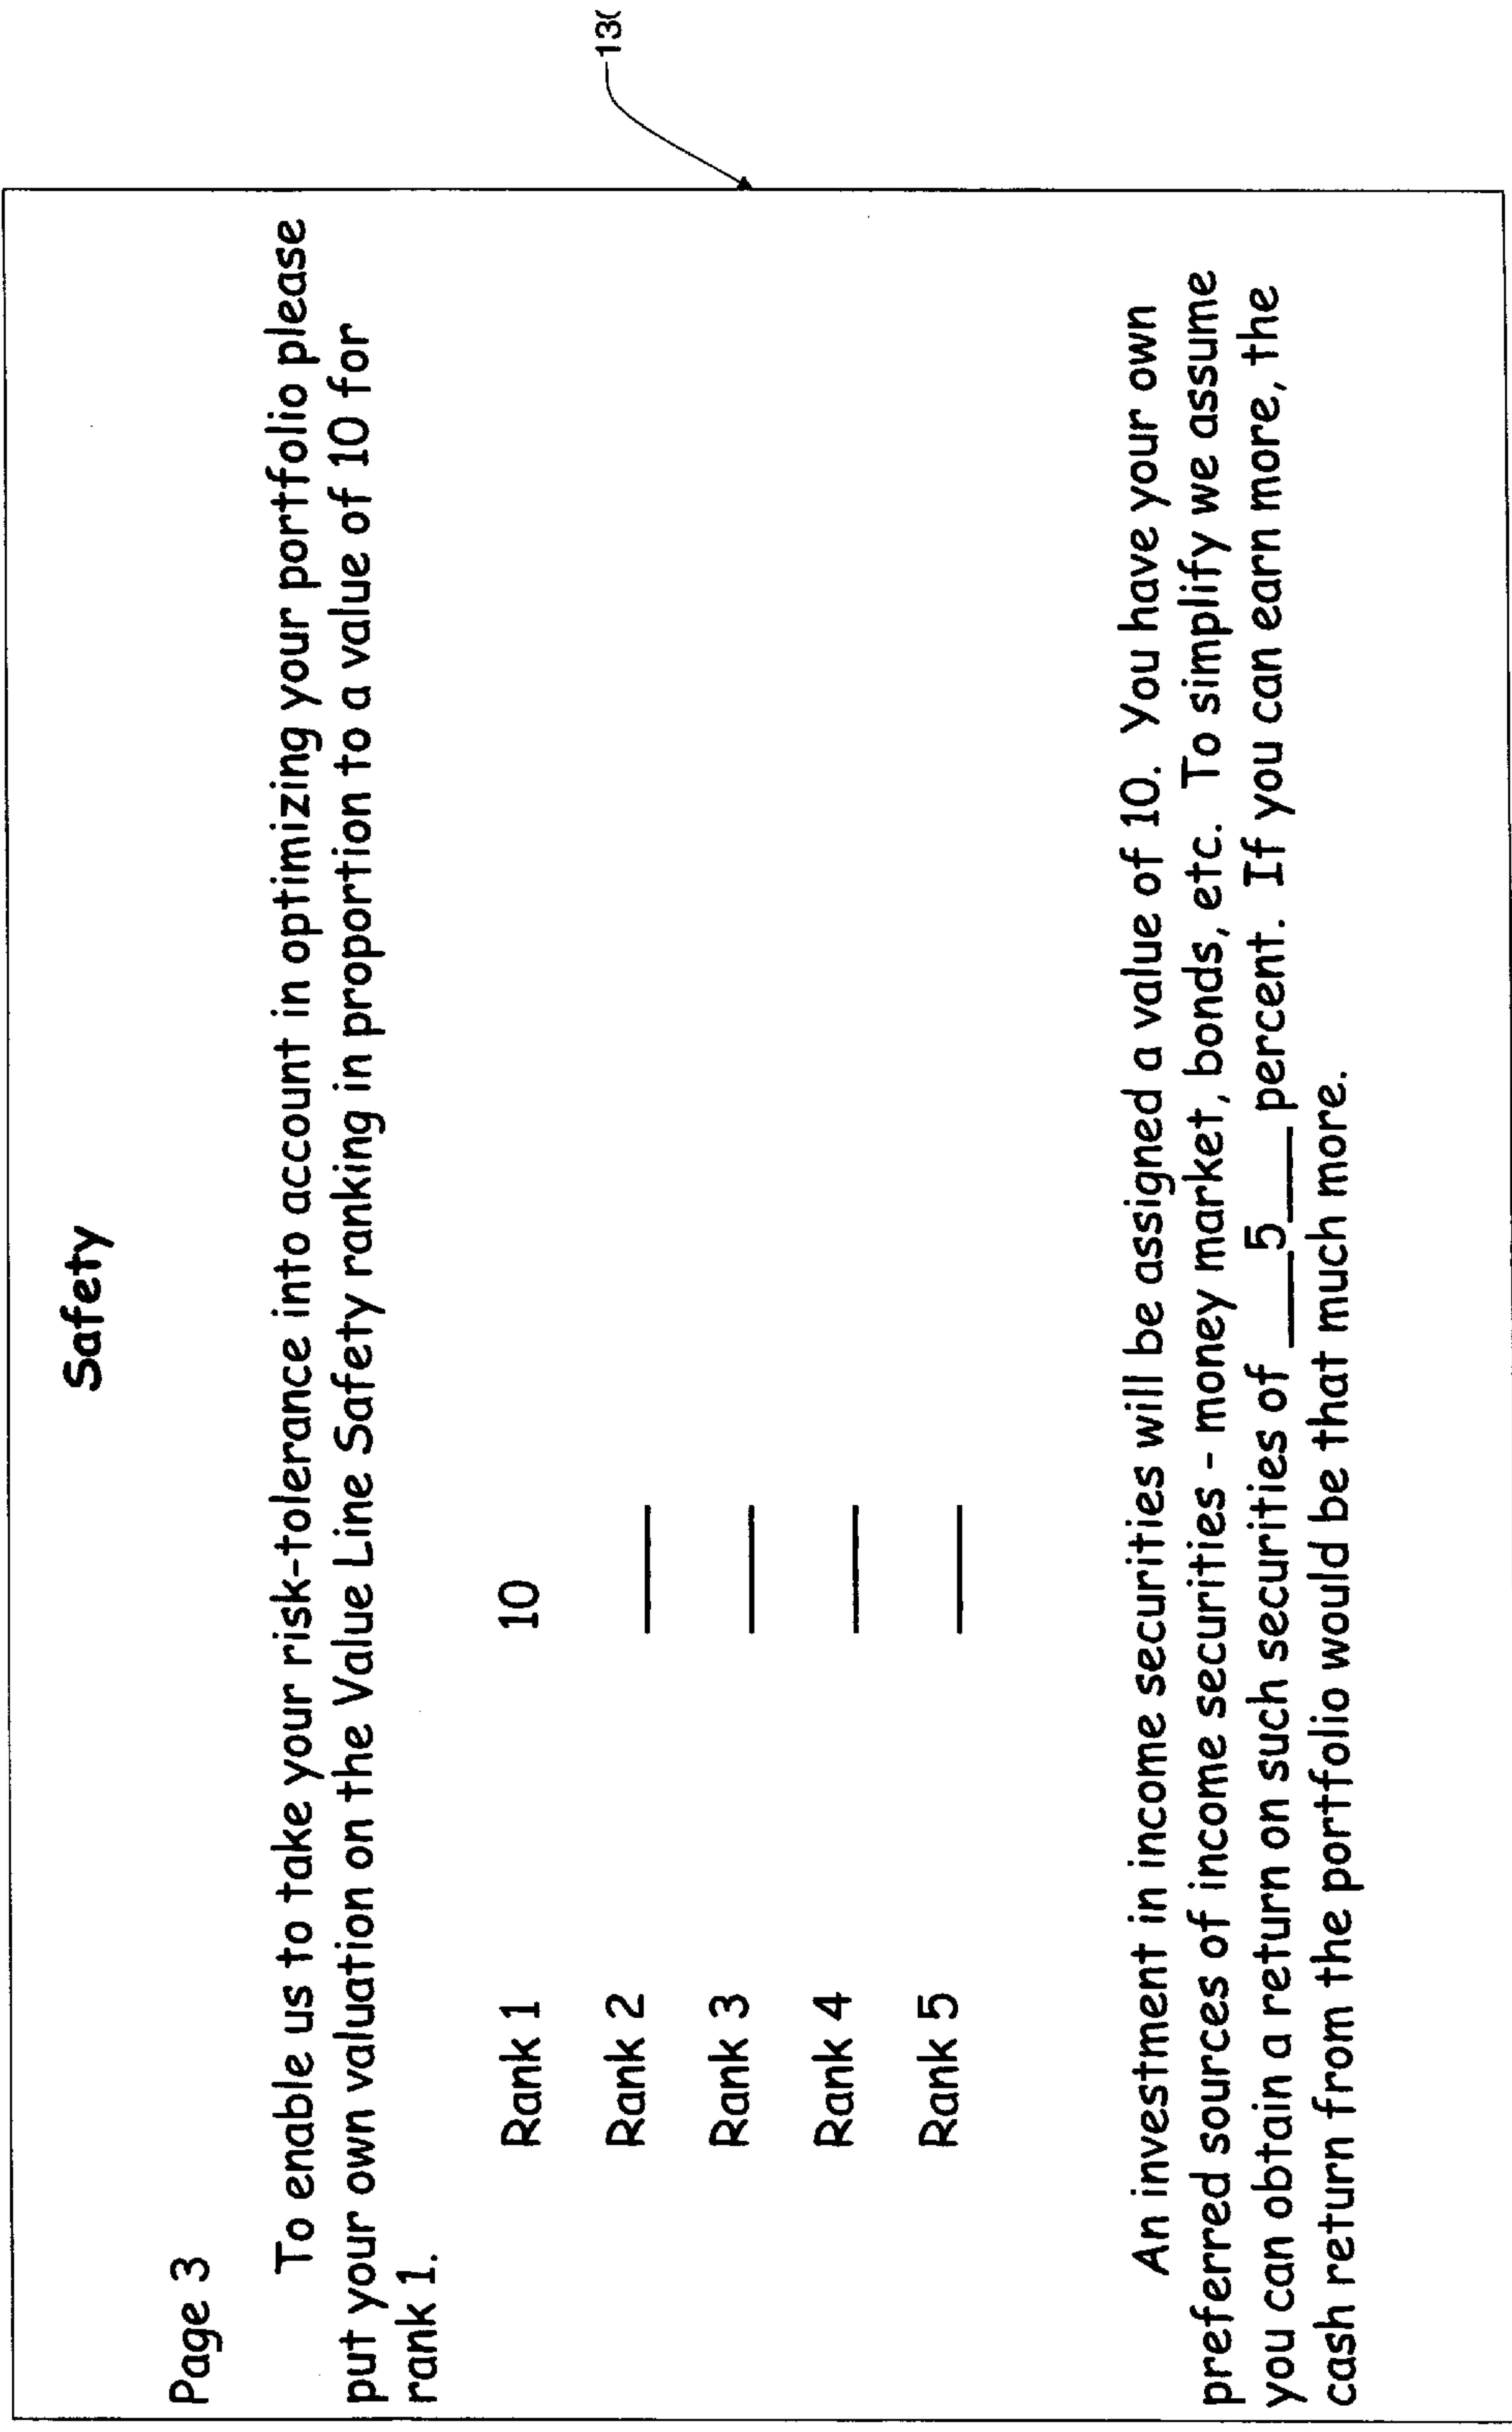 Safety
Page 3
To enable us to take your risk-tolerance into account in optimizing your portfolio please
put your own valuation on the Value Line Safety ranking in proportion to a value of 10 for
rank 1.
Rank 1 10
Rank 2 ____
Rank 3 ____
Rank 4 ____
Rank 5 ____
An investment in income securities will be assigned a value of 10. You have your own
preferred sources of income securities - money market, bonds, etc. To simplify we assume
you can obtain a return on such securities of ___5___ percent. If you can earn more, the
cash return from the portfolio would be that much more.